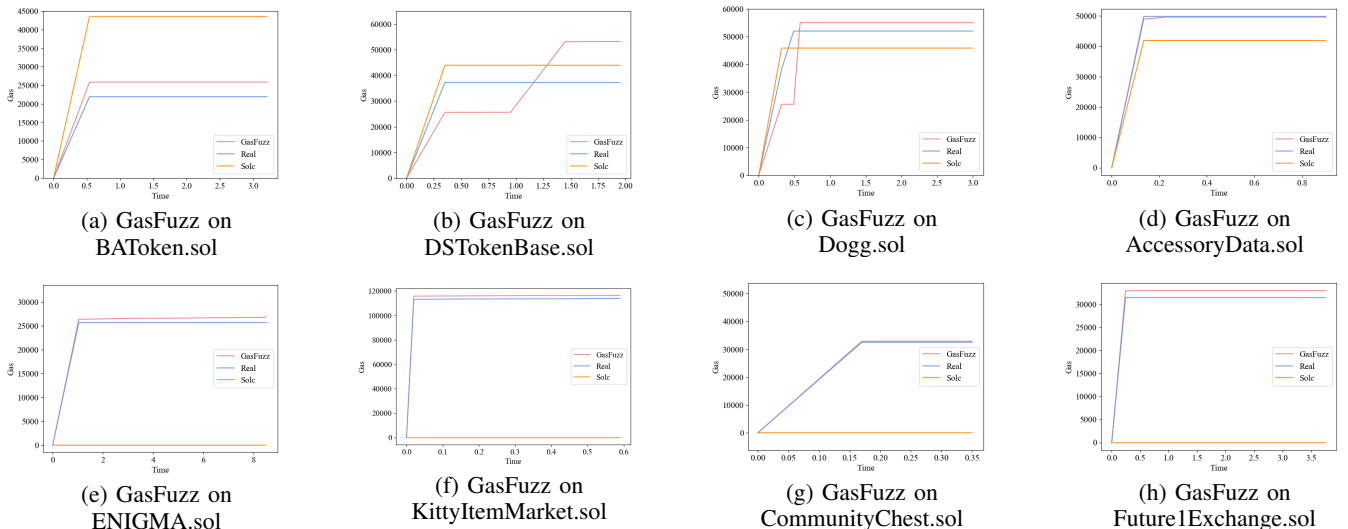 45000
40000
35000
30000
25000
20000
15000
10000
5000
0
Gas
0.0 0.5 1.0 1.5 2.0 2.5 3.0
Time
GasFuzz
Real
Solc
(a) GasFuzz on
BAToken.sol
60000
50000
40000
30000
20000
10000
0
Gas
0.00 0.25 0.50 0.75 1.00 1.25 1.50 1.75 2.00
Time
GasFuzz
Real
Solc
(b) GasFuzz on
DSTokenBase.sol
60000
50000
40000
30000
20000
10000
0
Gas
0.0 0.5 1.0 1.5 2.0 2.5 3.0
Time
GasFuzz
Real
Solc
(c) GasFuzz on
Dogg.sol
50000
40000
30000
20000
10000
0
Gas
0.0 0.2 0.4 0.6 0.8
Time
GasFuzz
Real
Solc
(d) GasFuzz on
AccessoryData.sol
30000
25000
20000
15000
10000
5000
0
Gas
0 2 4 6 8
Time
GasFuzz
Real
Solc
(e) GasFuzz on
ENIGMA.sol
120000
100000
80000
60000
40000
20000
0
Gas
0.0 0.1 0.2 0.3 0.4 0.5 0.6
Time
GasFuzz
Real
Solc
(f) GasFuzz on
KittyItemMarket.sol
50000
40000
30000
20000
10000
0
Gas
0.00 0.05 0.10 0.15 0.20 0.25 0.30 0.35
Time
GasFuzz
Real
Solc
(g) GasFuzz on
CommunityChest.sol
30000
25000
20000
15000
10000
5000
0
Gas
0.0 0.5 1.0 1.5 2.0 2.5 3.0 3.5
Time
GasFuzz
Real
Solc
(h) GasFuzz on
Future1Exchange.sol